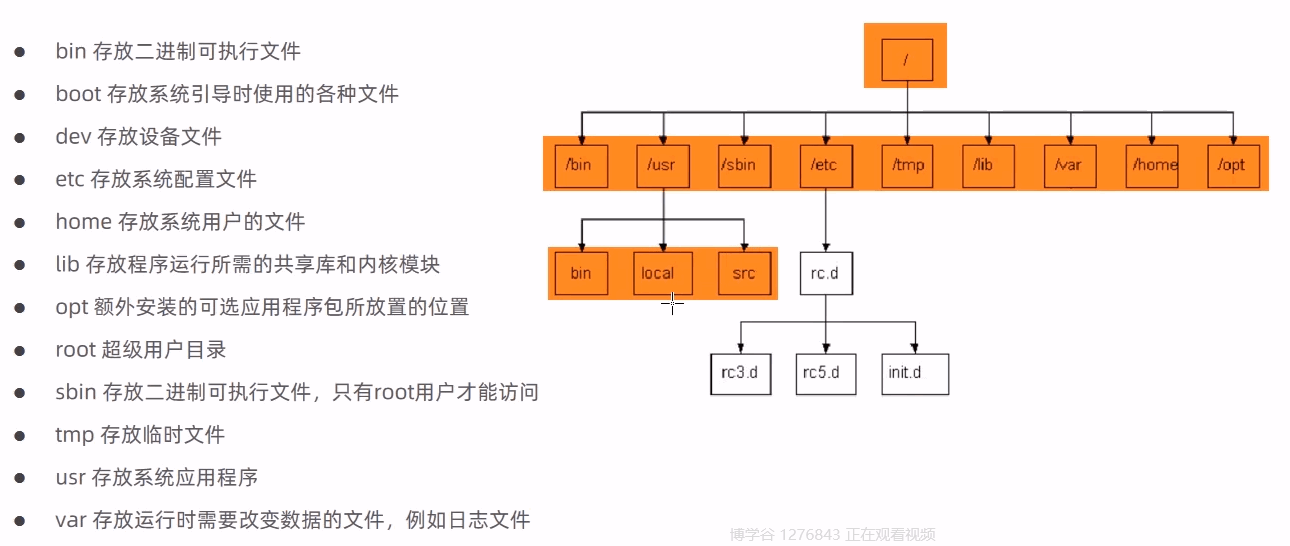 bin 存放二进制可执行文件
boot 存放系统引导时使用的各种文件
dev 存放设备文件
etc 存放系统配置文件
home 存放系统用户的文件
lib 存放程序运行所需的共享库和内核模块
opt 额外安装的可选应用程序包所放置的位置
root 超级用户目录
sbin 存放二进制可执行文件，只有root用户才能访问
tmp 存放临时文件
usr 存放系统应用程序
var 存放运行时需要改变数据的文件，例如日志文件
/
/bin /usr /sbin /etc /tmp /lib /var /home /opt
bin local src rc.d
rc3.d rc5.d init.d
博学谷 1276843 正在观看视频